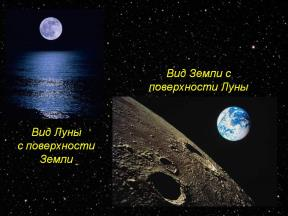 Вид Земли с
поверхности Луны
Вид Луны
с поверхности
Земли